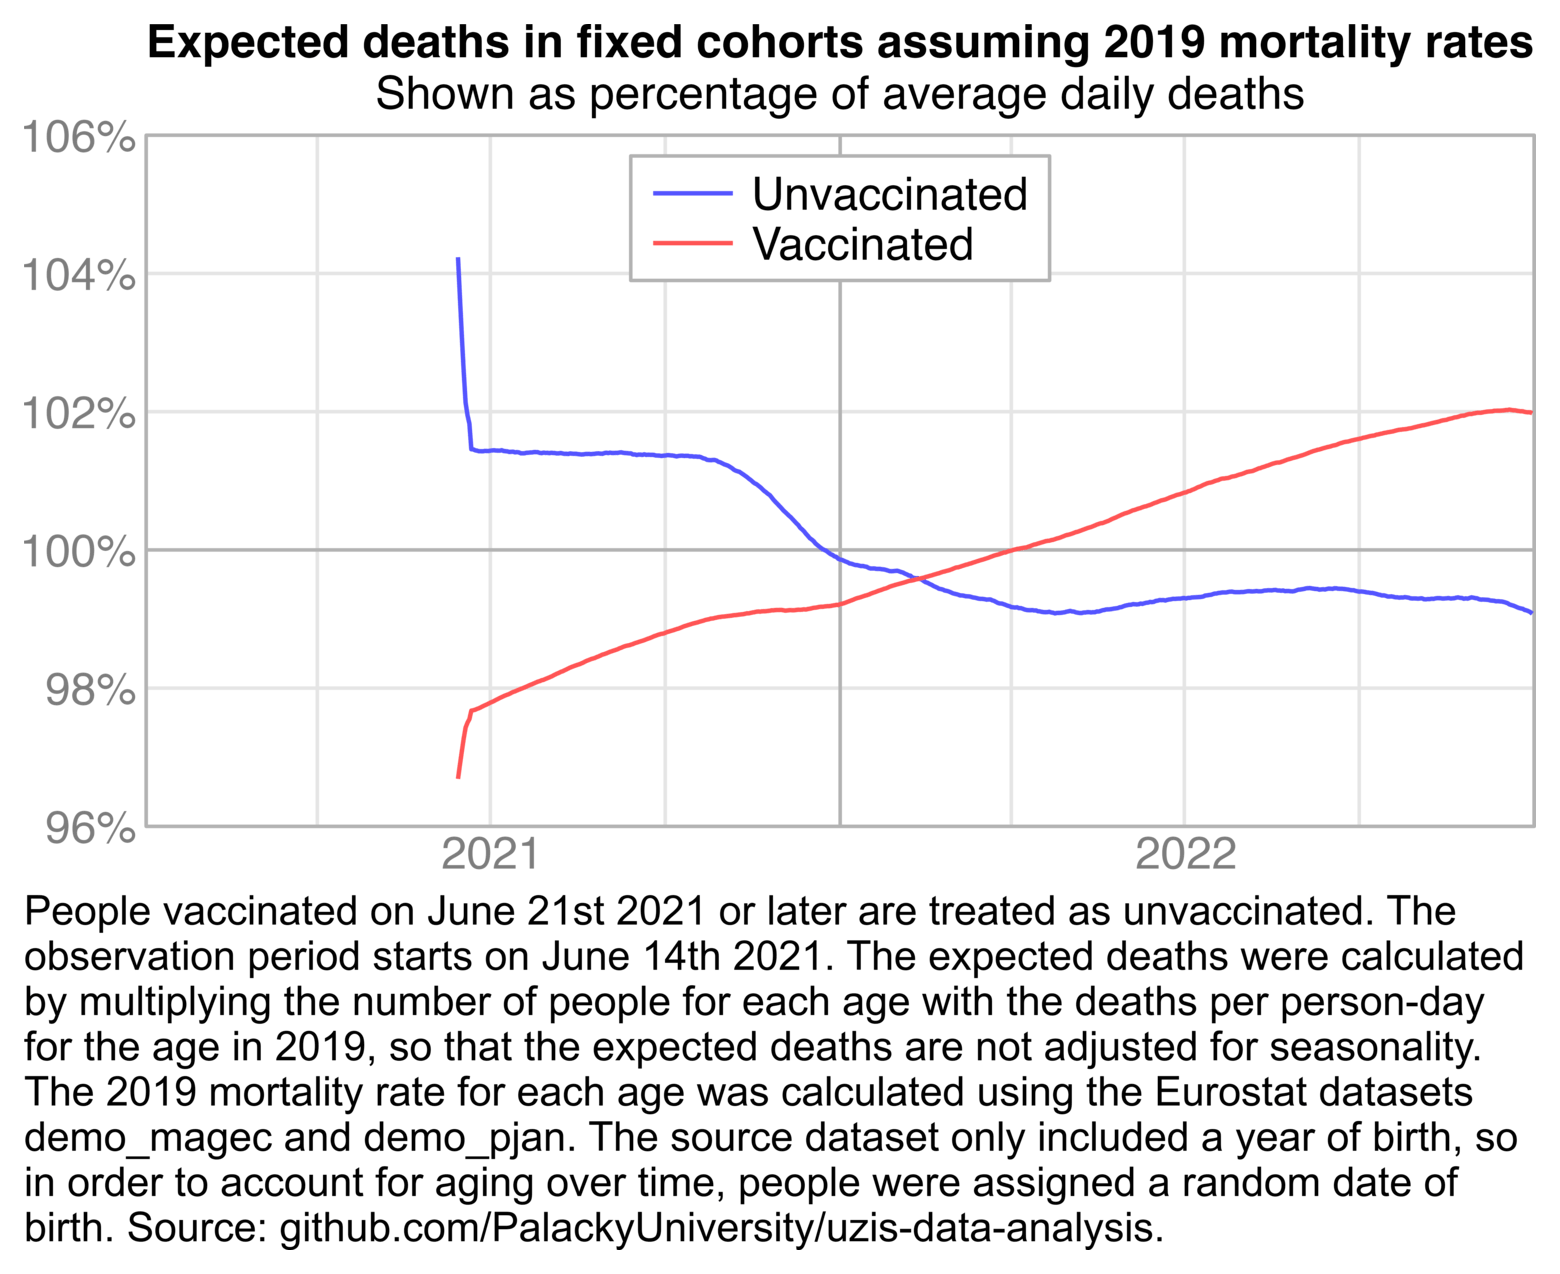 Expected deaths in fixed cohorts assuming 2019 mortality rates
Shown as percentage of average daily deaths
106%
Unvaccinated
Vaccinated
104%
102%
100%
98%
96%
2021
2022
People vaccinated on June 21st 2021 or later are treated as unvaccinated. The
observation period starts on June 14th 2021. The expected deaths were calculated
by multiplying the number of people for each age with the deaths per person-day
for the age in 2019, so that the expected deaths are not adjusted for seasonality.
The 2019 mortality rate for each age was calculated using the Eurostat datasets
demo_magec and demo_pjan. The source dataset only included a year of birth, so
in order to account for aging over time, people were assigned a random date of
birth. Source: github.com/PalackyUniversity/uzis-data-analysis.